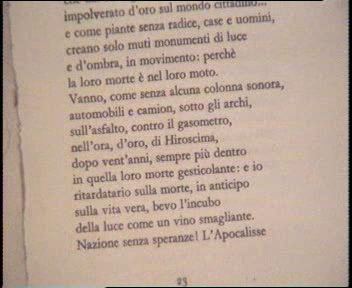 impolverato d'oro sul mondo cittadino...
e come piante senza radice, case e uomini,
creano solo muti monumenti di luce
e d'ombra, in movimento: perchè
la loro morte è nel loro moto.
Vanno, come senza alcuna colonna sonora,
automobili e camion, sotto gli archi,
sull'asfalto, contro il gasometro,
nell'ora, d'oro, di Hiroscima,
dopo vent'anni, sempre più dentro
in quella loro morte gesticolante: e io
ritardatario sulla morte, in anticipo
sulla vita vera, bevo l'incubo
della luce come un vino smagliante.
Nazione senza speranze! L'Apocalisse
23